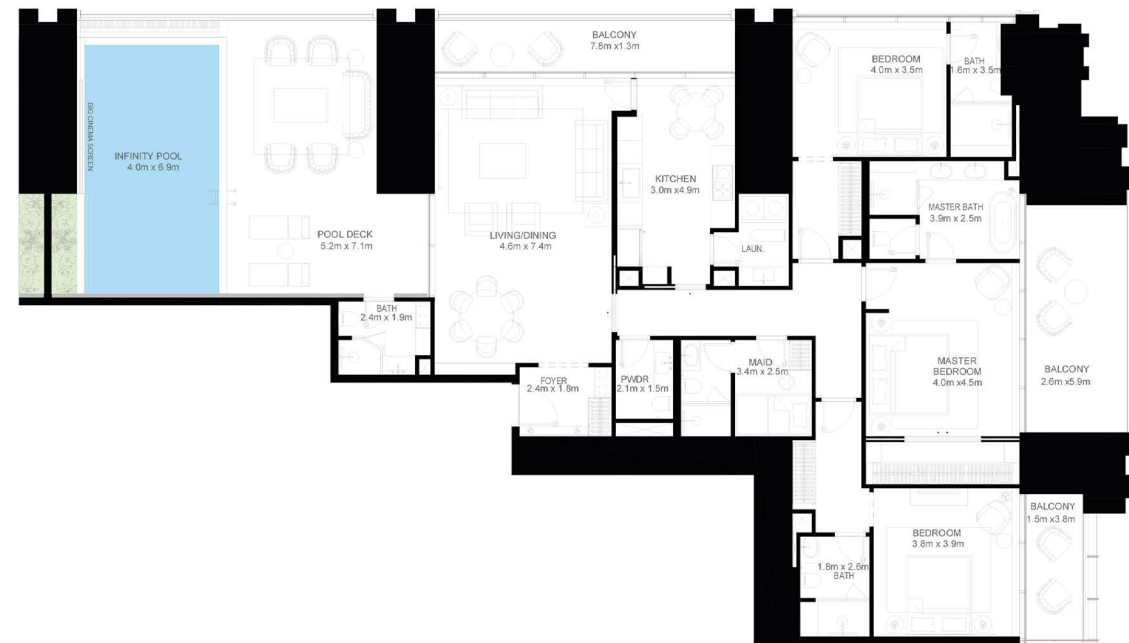 BALCONY
7.8m x1.3m
BEDROOM
4.0m x 3.5m
BATH
1.6m x 3.5m
BIG CINEMA SCREEN
INFINITY POOL
4.0m x 6.9m
KITCHEN
3.0m x4.9m
MASTER BATH
3.9m x 2.5m
POOL DECK
5.2m x 7.1m
LIVING/DINING
4.6m x 7.4m
LAUN.
BATH
2.4m x 1.9m
FOYER
2.4m x 1.8m
PWDR
2.1m x 1.5m
MAID
3.4m x 2.5m
MASTER
BEDROOM
4.0m x4.5m
BALCONY
2.6m x5.9m
BALCONY
1.5m x3.8m
BEDROOM
3.8m x 3.9m
1.8m x 2.6m
BATH